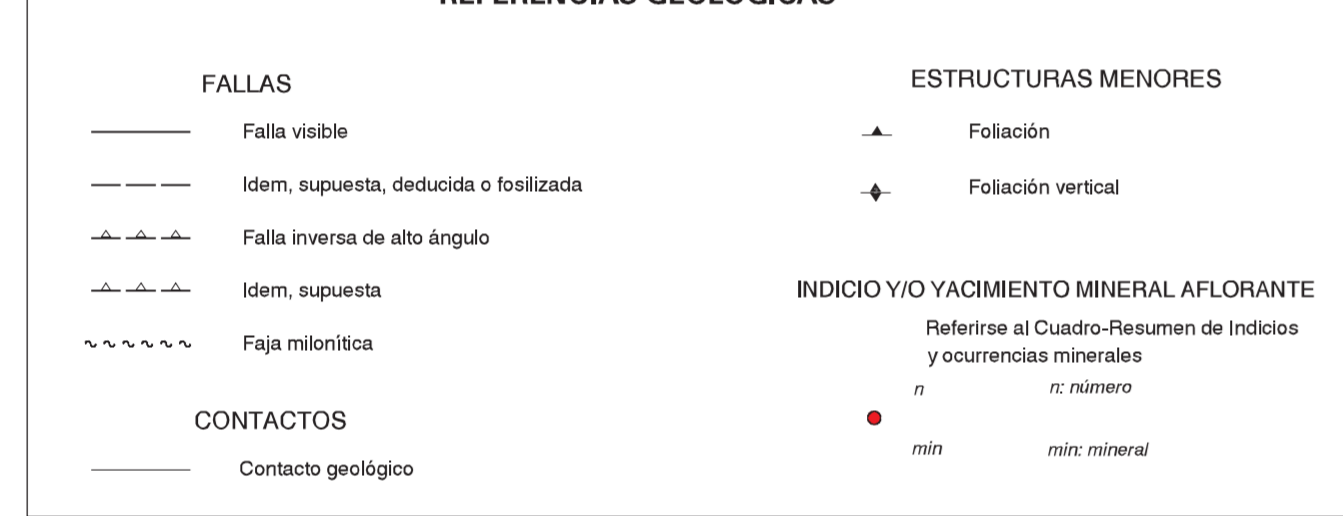 REFERENCIAS GEOLOGICAS
FALLAS
Falla visible
Idem, supuesta, deducida o fosilizada
Falla inversa de alto ángulo
Idem, supuesta
Faja milonítica
CONTACTOS
Contacto geológico
ESTRUCTURAS MENORES
Foliación
Foliación vertical
INDICIO Y/O YACIMIENTO MINERAL AFLORANTE
Referirse al Cuadro-Resumen de Indicios
y ocurrencias minerales
n n: número
min min: mineral